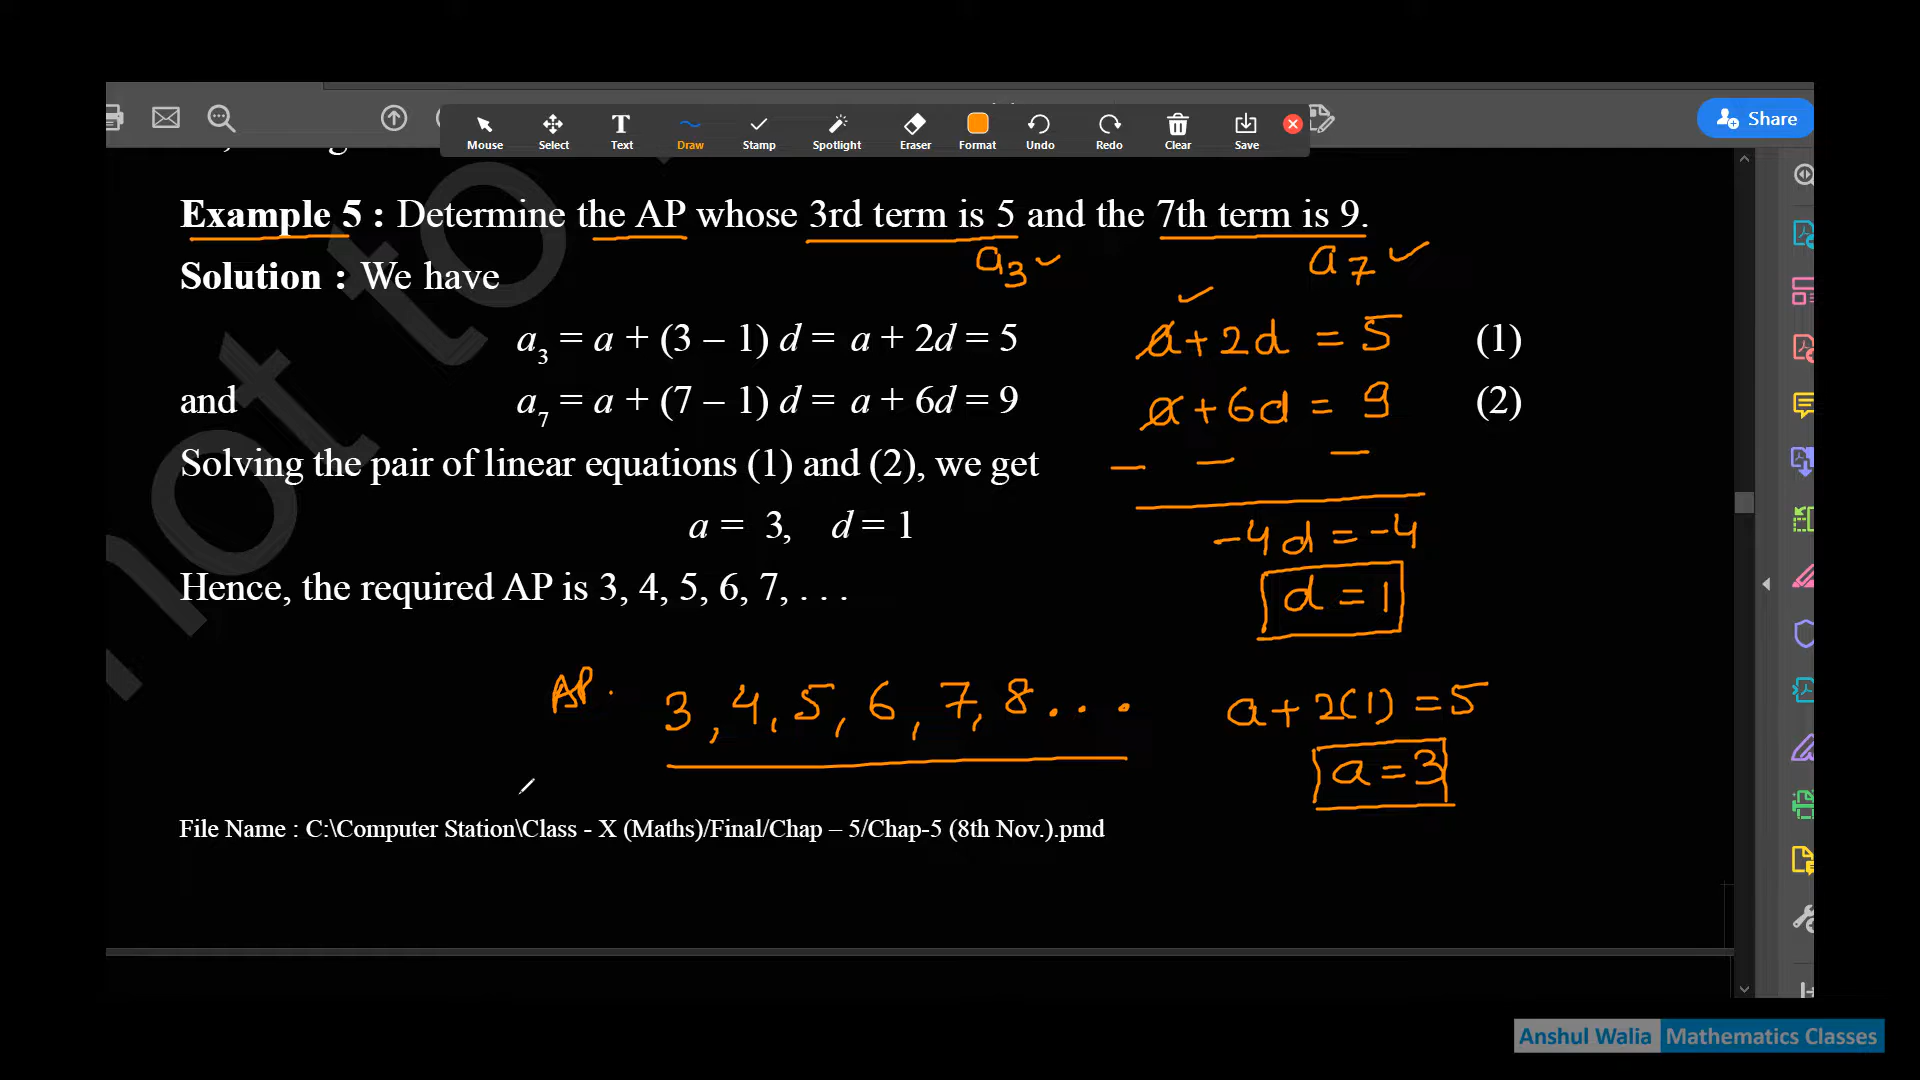 Share
Mouse Select Text Draw Stamp Spotlight Eraser Format Undo Redo Clear Save
Example 5 : Determine the AP whose 3rd term is 5 and the 7th term is 9.
a3 ✓ a7 ✓
Solution : We have
a3 = a + (3 – 1) d = a + 2d = 5 (1)
a + 2d = 5
and a7 = a + (7 – 1) d = a + 6d = 9 (2)
a + 6d = 9
– – –
Solving the pair of linear equations (1) and (2), we get
a = 3, d = 1
-4d = -4
d = 1
Hence, the required AP is 3, 4, 5, 6, 7, . . .
AP. 3, 4, 5, 6, 7, 8...
a + 2(1) = 5
a = 3
File Name : C:\Computer Station\Class - X (Maths)/Final/Chap – 5/Chap-5 (8th Nov.).pmd
not to
Anshul Walia Mathematics Classes